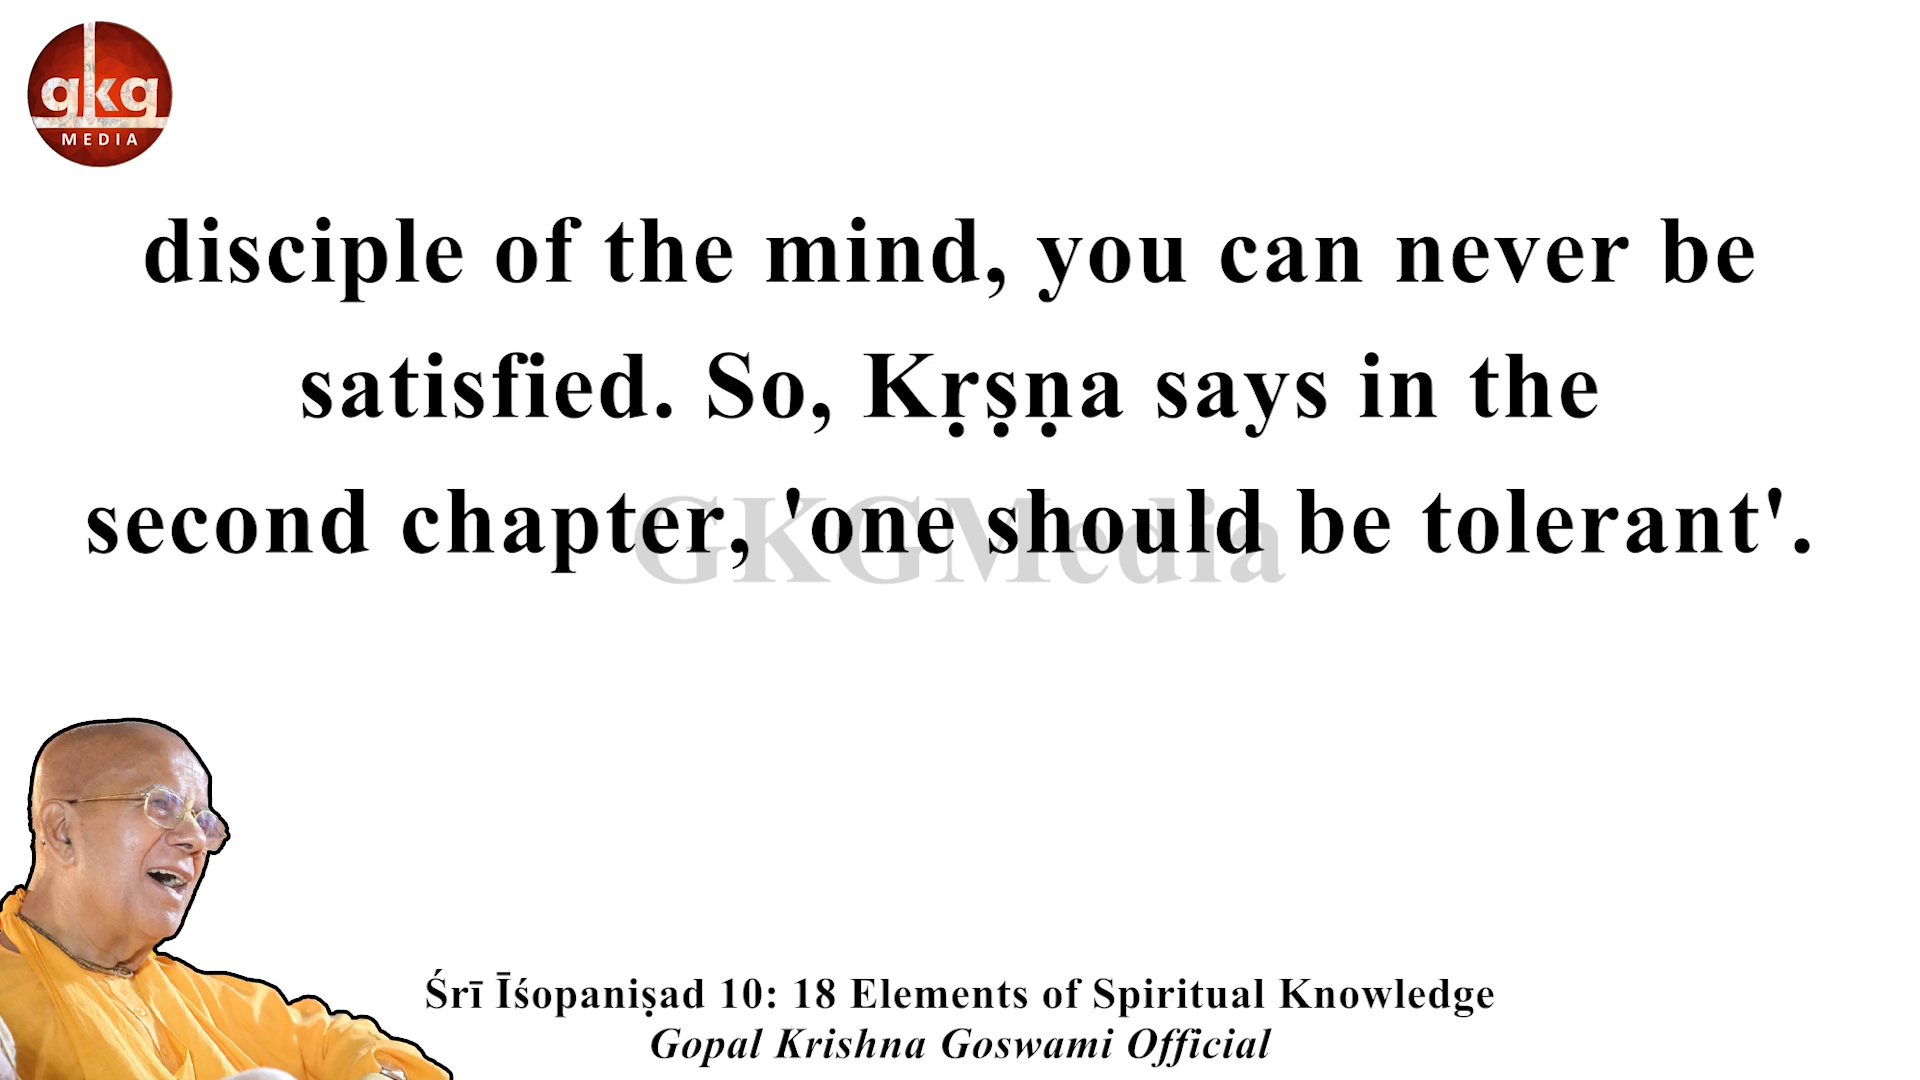 gkg
MEDIA
disciple of the mind, you can never be
satisfied. So, Kṛṣṇa says in the
second chapter, 'one should be tolerant'.
GKGMedia
Śrī Īśopaniṣad 10: 18 Elements of Spiritual Knowledge
Gopal Krishna Goswami Official